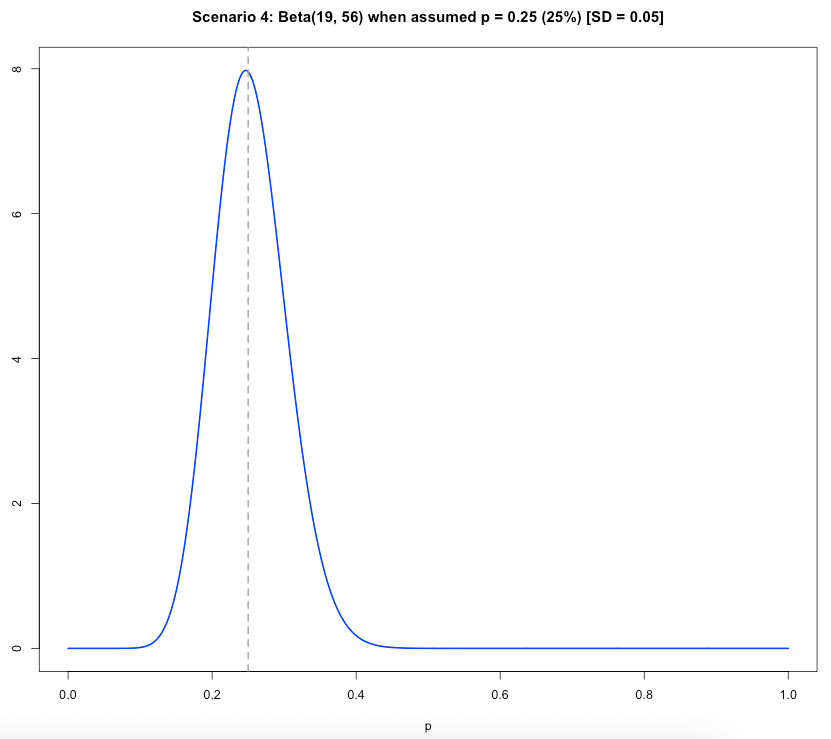 Scenario 4: Beta(19, 56) when assumed p = 0.25 (25%) [SD = 0.05]
8
6
4
2
0
0.0 0.2 0.4 0.6 0.8 1.0
p